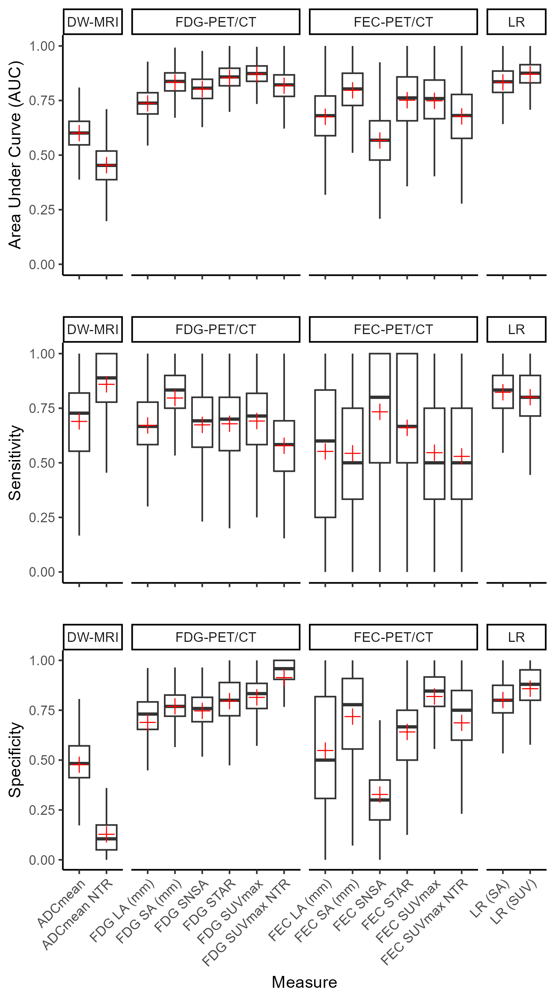 DW-MRI FDG-PET/CT FEC-PET/CT LR
Area Under Curve (AUC)
1.00
0.75
0.50
0.25
0.00
DW-MRI FDG-PET/CT FEC-PET/CT LR
Sensitivity
1.00
0.75
0.50
0.25
0.00
DW-MRI FDG-PET/CT FEC-PET/CT LR
Specificity
1.00
0.75
0.50
0.25
0.00
ADCmean
ADCmean NTR
FDG LA (mm)
FDG SA (mm)
FDG SNSA
FDG STAR
FDG SUVmax
FDG SUVmax NTR
FEC LA (mm)
FEC SA (mm)
FEC SNSA
FEC STAR
FEC SUVmax
FEC SUVmax NTR
LR (SA)
LR (SUV)
Measure